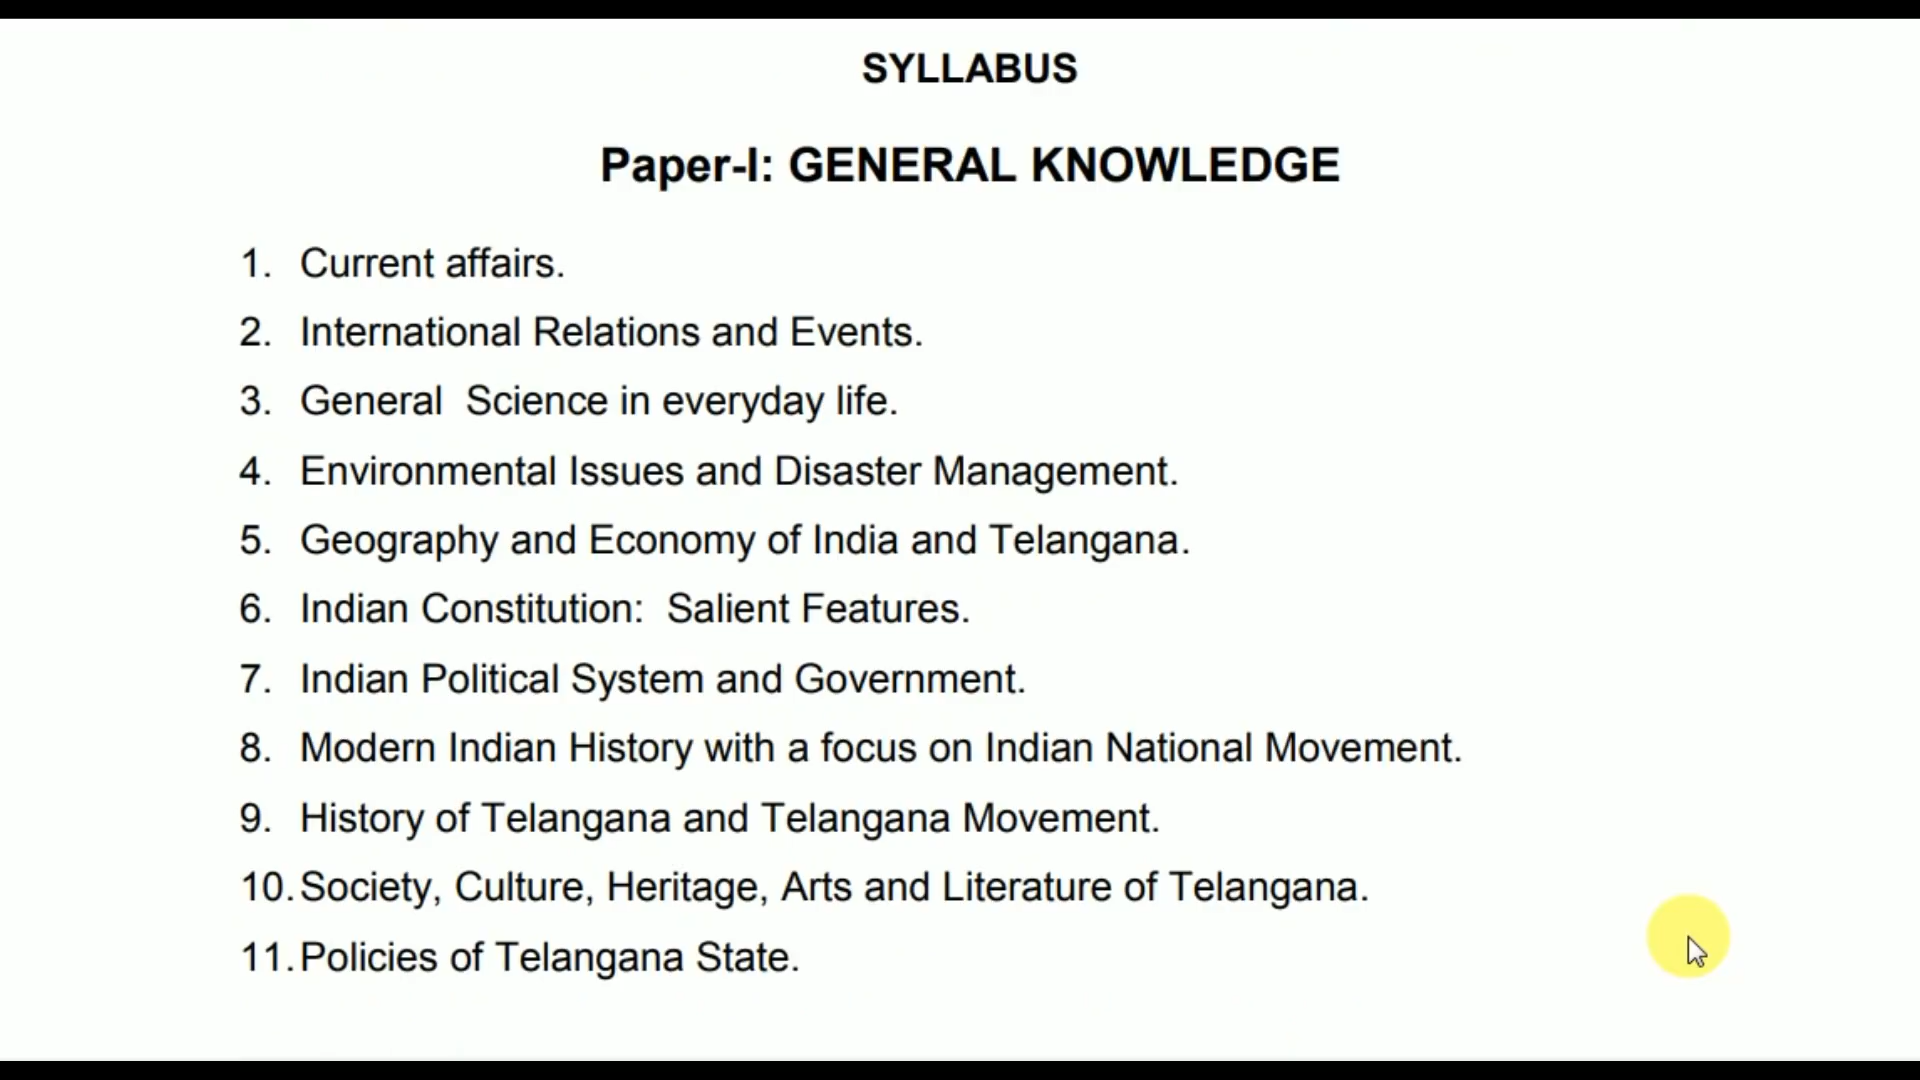 SYLLABUS
Paper-I: GENERAL KNOWLEDGE
1. Current affairs.
2. International Relations and Events.
3. General  Science in everyday life.
4. Environmental Issues and Disaster Management.
5. Geography and Economy of India and Telangana.
6. Indian Constitution:  Salient Features.
7. Indian Political System and Government.
8. Modern Indian History with a focus on Indian National Movement.
9. History of Telangana and Telangana Movement.
10. Society, Culture, Heritage, Arts and Literature of Telangana.
11. Policies of Telangana State.